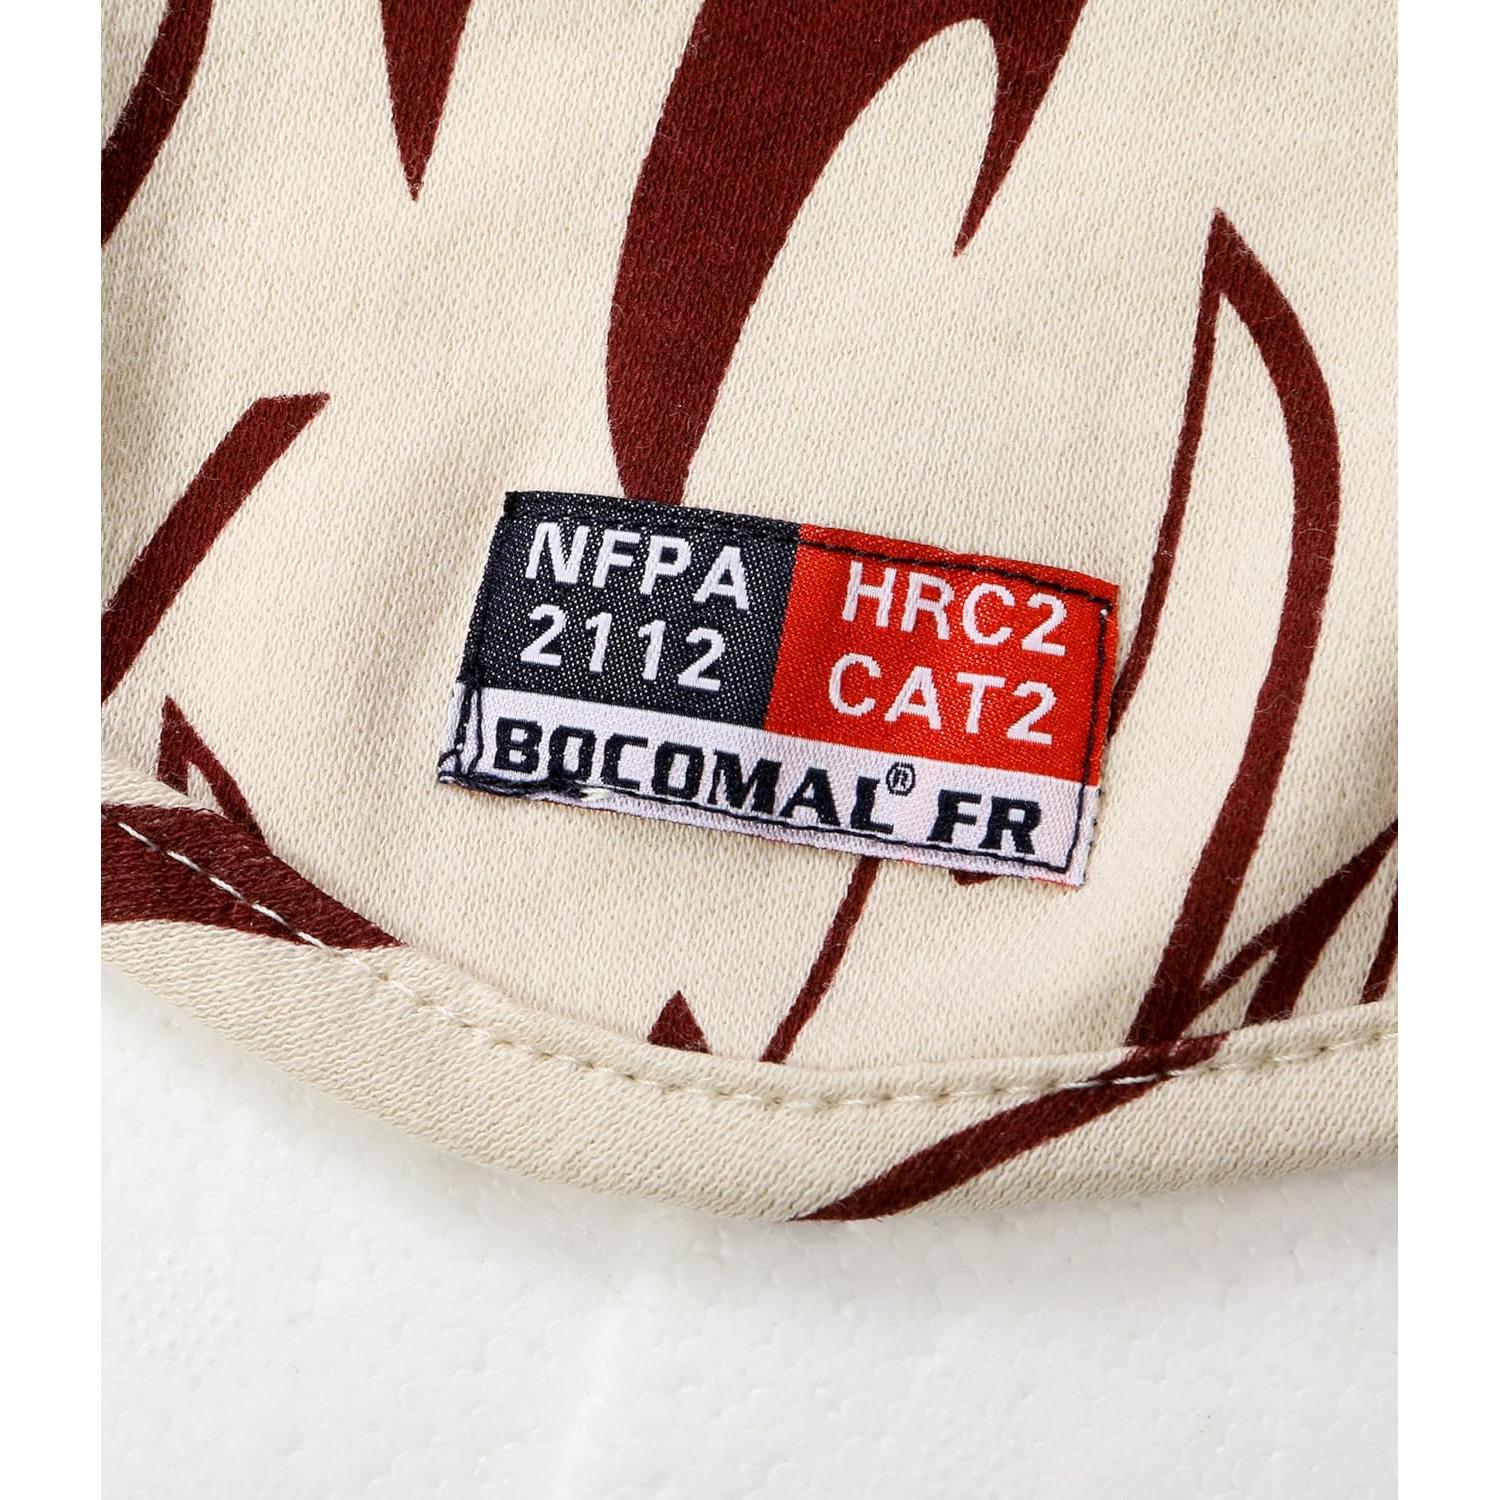 NFPA
2112
HRC2
CAT2
BOCOMAL® FR